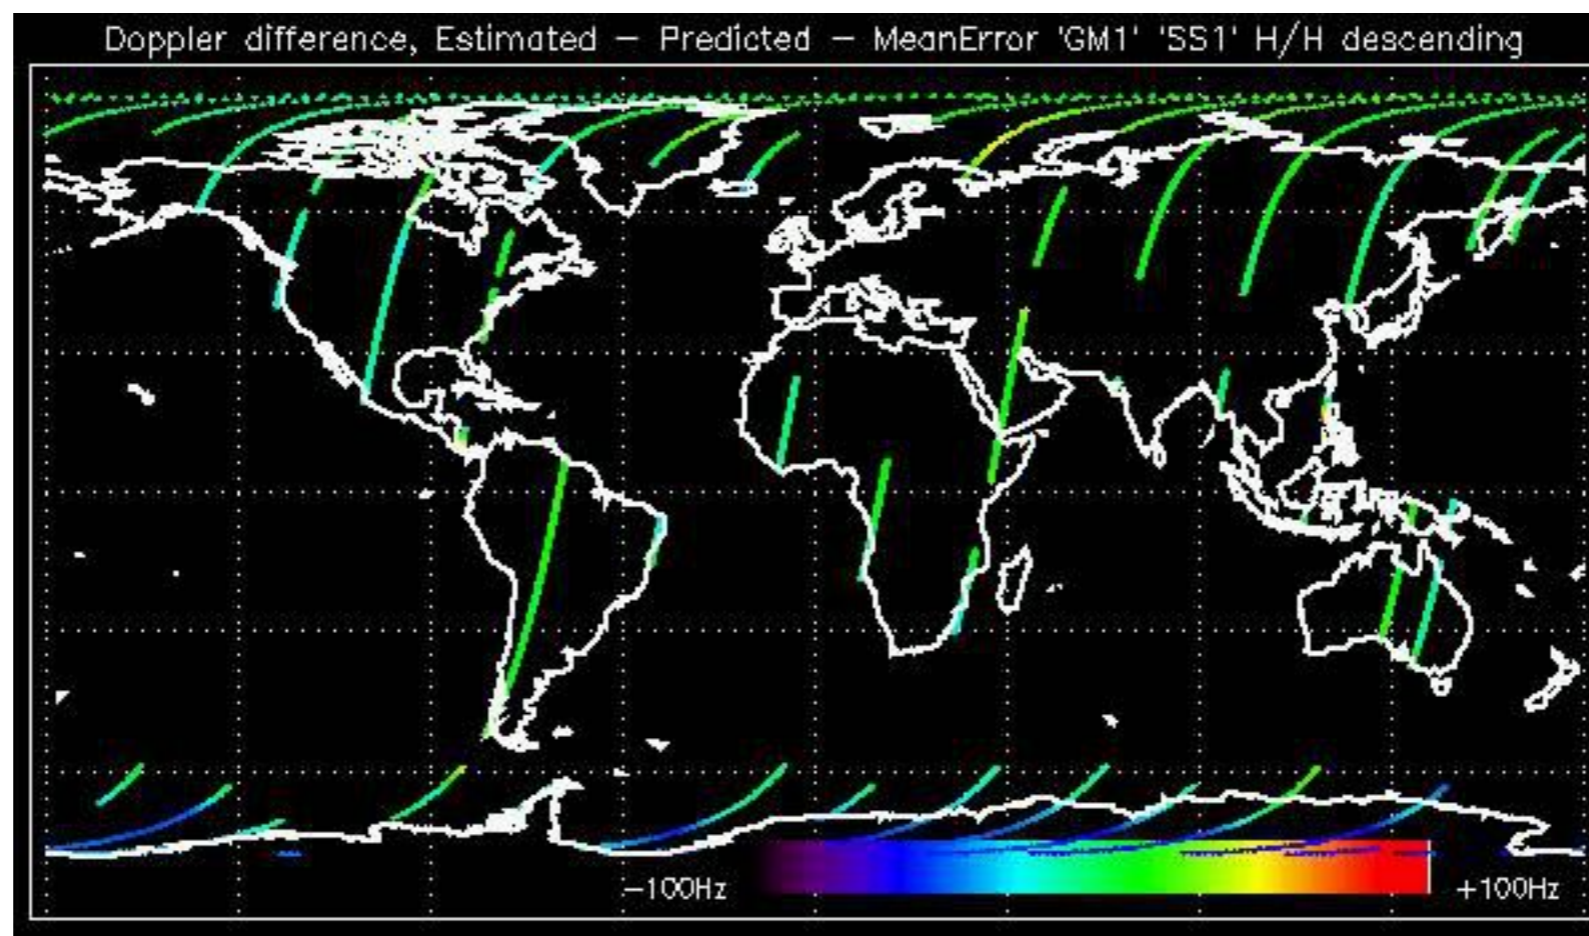 Doppler difference, Estimated – Predicted – MeanError 'GM1' 'SS1' H/H descending
–100Hz
+100Hz